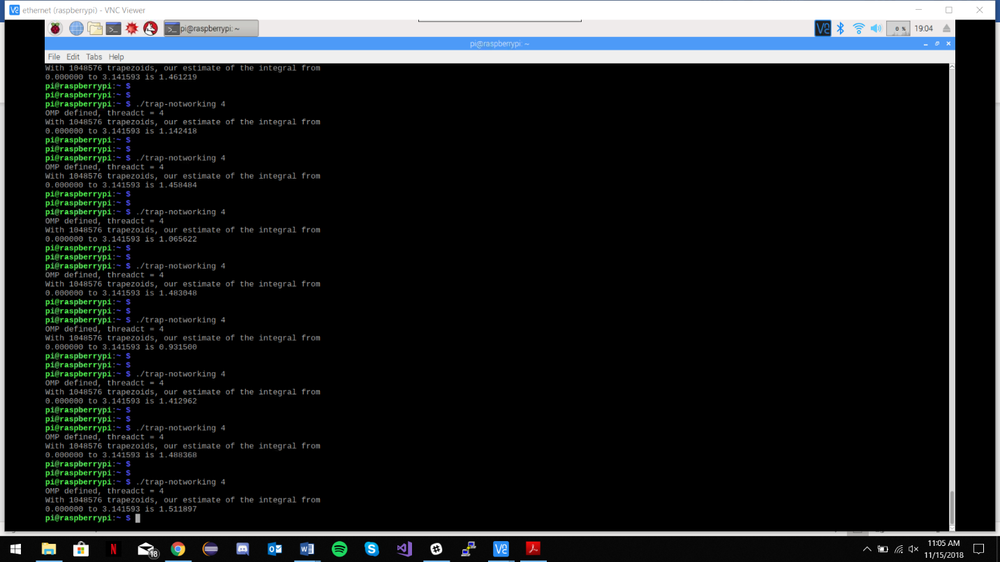 ethernet (raspberrypi) - VNC Viewer
pi@raspberrypi: ~
0 %
19:04
pi@raspberrypi: ~
File Edit Tabs Help
With 1048576 trapezoids, our estimate of the integral from
0.000000 to 3.141593 is 1.461219
pi@raspberrypi:~ $
pi@raspberrypi:~ $
pi@raspberrypi:~ $ ./trap-notworking 4
OMP defined, threadct = 4
With 1048576 trapezoids, our estimate of the integral from
0.000000 to 3.141593 is 1.142418
pi@raspberrypi:~ $
pi@raspberrypi:~ $
pi@raspberrypi:~ $ ./trap-notworking 4
OMP defined, threadct = 4
With 1048576 trapezoids, our estimate of the integral from
0.000000 to 3.141593 is 1.458484
pi@raspberrypi:~ $
pi@raspberrypi:~ $
pi@raspberrypi:~ $ ./trap-notworking 4
OMP defined, threadct = 4
With 1048576 trapezoids, our estimate of the integral from
0.000000 to 3.141593 is 1.065622
pi@raspberrypi:~ $
pi@raspberrypi:~ $
pi@raspberrypi:~ $ ./trap-notworking 4
OMP defined, threadct = 4
With 1048576 trapezoids, our estimate of the integral from
0.000000 to 3.141593 is 1.483048
pi@raspberrypi:~ $
pi@raspberrypi:~ $
pi@raspberrypi:~ $ ./trap-notworking 4
OMP defined, threadct = 4
With 1048576 trapezoids, our estimate of the integral from
0.000000 to 3.141593 is 0.931500
pi@raspberrypi:~ $
pi@raspberrypi:~ $
pi@raspberrypi:~ $ ./trap-notworking 4
OMP defined, threadct = 4
With 1048576 trapezoids, our estimate of the integral from
0.000000 to 3.141593 is 1.412962
pi@raspberrypi:~ $
pi@raspberrypi:~ $
pi@raspberrypi:~ $ ./trap-notworking 4
OMP defined, threadct = 4
With 1048576 trapezoids, our estimate of the integral from
0.000000 to 3.141593 is 1.488368
pi@raspberrypi:~ $
pi@raspberrypi:~ $
pi@raspberrypi:~ $ ./trap-notworking 4
OMP defined, threadct = 4
With 1048576 trapezoids, our estimate of the integral from
0.000000 to 3.141593 is 1.511897
pi@raspberrypi:~ $
18
11:05 AM
11/15/2018